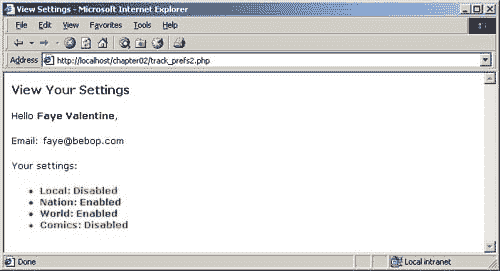 View Settings - Microsoft Internet Explorer
File Edit View Favorites Tools Help
Address http://localhost/chapter02/track_prefs2.php
View Your Settings
Hello Faye Valentine,
Email: faye@bebop.com
Your settings:
• Local: Disabled
• Nation: Enabled
• World: Enabled
• Comics: Disabled
Done Local intranet